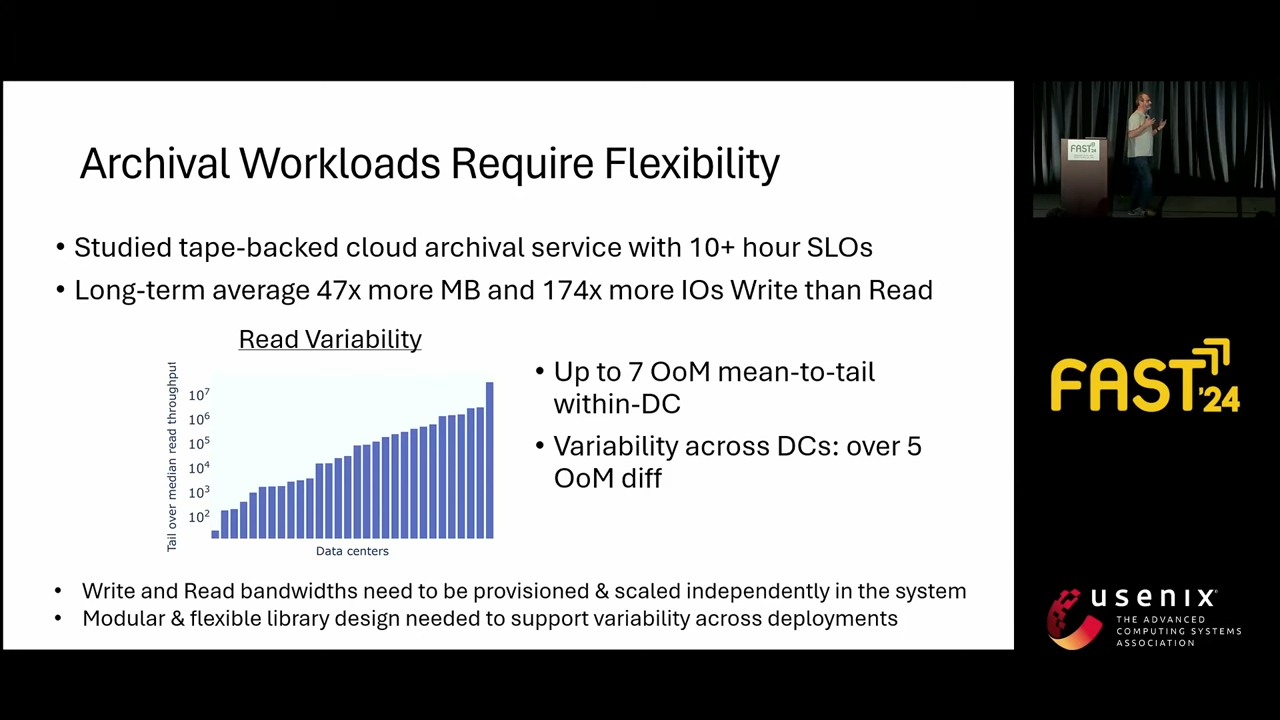 Archival Workloads Require Flexibility
• Studied tape-backed cloud archival service with 10+ hour SLOs
• Long-term average 47x more MB and 174x more IOs Write than Read
Read Variability
Tail over median read throughput
10⁷
10⁶
10⁵
10⁴
10³
10²
Data centers
• Up to 7 OoM mean-to-tail
within-DC
• Variability across DCs: over 5
OoM diff
• Write and Read bandwidths need to be provisioned & scaled independently in the system
• Modular & flexible library design needed to support variability across deployments
FAST'24
FAST '24
usenix
THE ADVANCED
COMPUTING SYSTEMS
ASSOCIATION